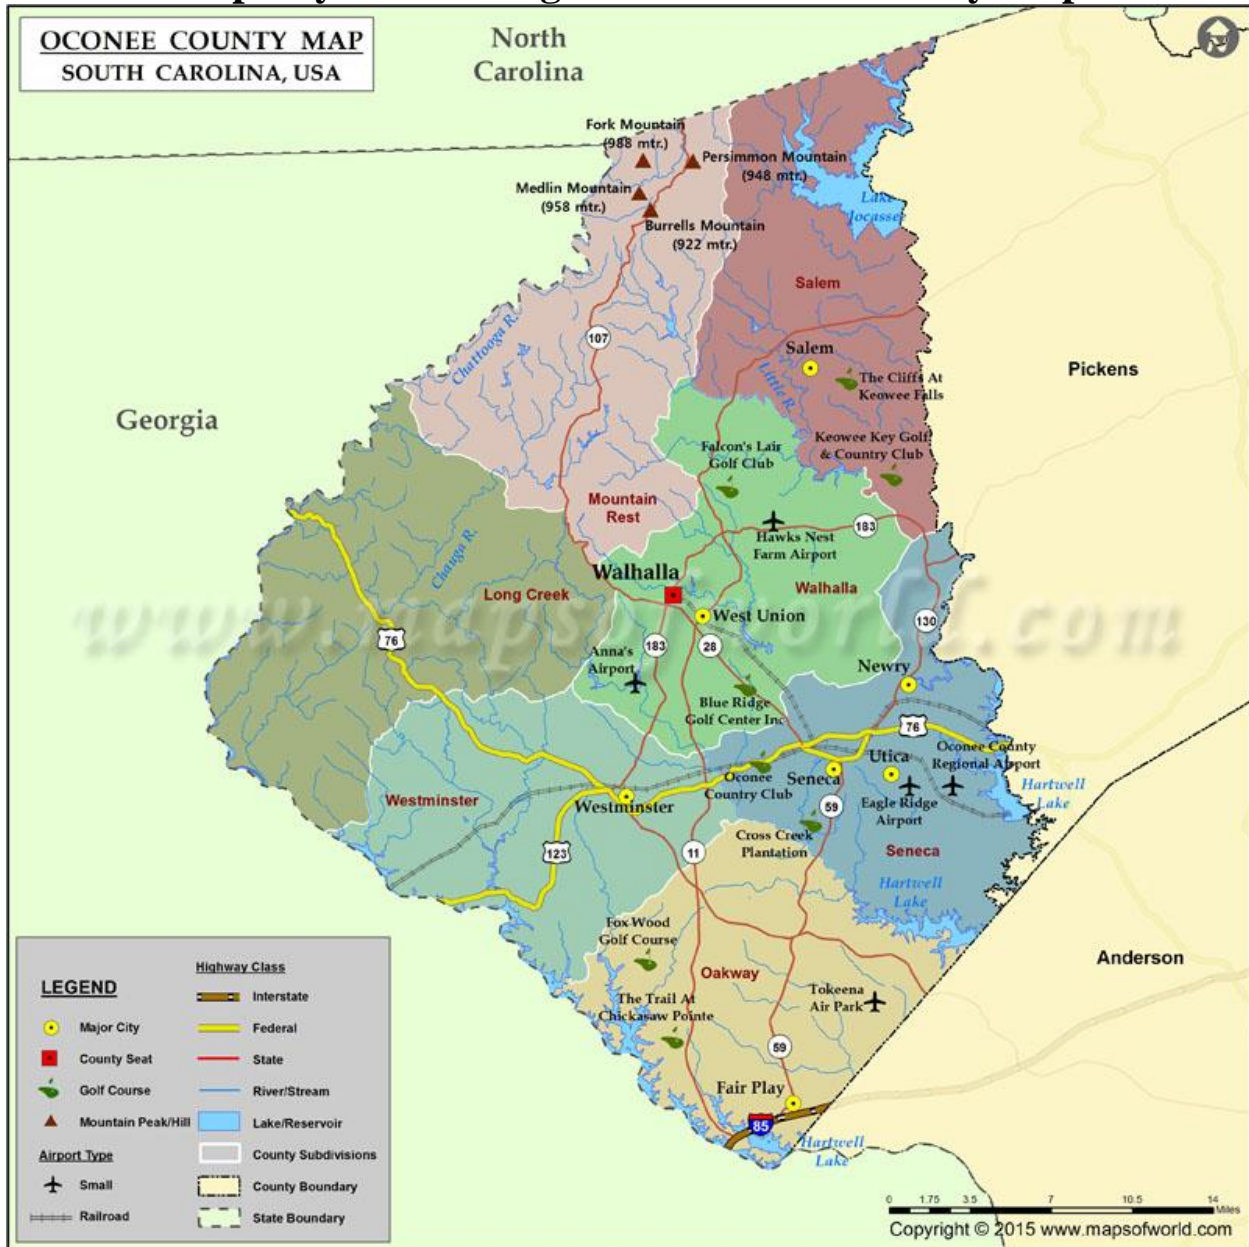 OCONEE COUNTY MAP
SOUTH CAROLINA, USA
North
Carolina
Fork Mountain
(988 mtr.)
Persimmon Mountain
(948 mtr.)
Medlin Mountain
(958 mtr.)
Burrells Mountain
(922 mtr.)
Lake
Jocasse
Salem
Chattooga R.
107
Salem
Little R.
The Cliffs At
Keowee Falls
Pickens
Georgia
Falcon's Lair
Golf Club
Keowee Key Golf
& Country Club
Mountain
Rest
183
Hawks Nest
Farm Airport
Chauga R.
Walhalla
Long Creek
Walhalla
www.mapsofworld.com
West Union
130
76
183
28
Anna's
Airport
Newry
Blue Ridge
Golf Center Inc
76
Oconee County
Regional Airport
Utica
Oconee
Country Club
Seneca
Hartwell
Lake
Westminster
Westminster
59
Eagle Ridge
Airport
Cross Creek
Plantation
123
11
Seneca
Hartwell
Lake
Fox Wood
Golf Course
Oakway
Anderson
The Trail At
Chickasaw Pointe
Tokeena
Air Park
59
Fair Play
85
Hartwell
Lake
LEGEND
Major City
County Seat
Golf Course
Mountain Peak/Hill
Airport Type
Small
Railroad
Highway Class
Interstate
Federal
State
River/Stream
Lake/Reservoir
County Subdivisions
County Boundary
State Boundary
0 1.75 3.5 7 10.5 14
Miles
Copyright © 2015 www.mapsofworld.com